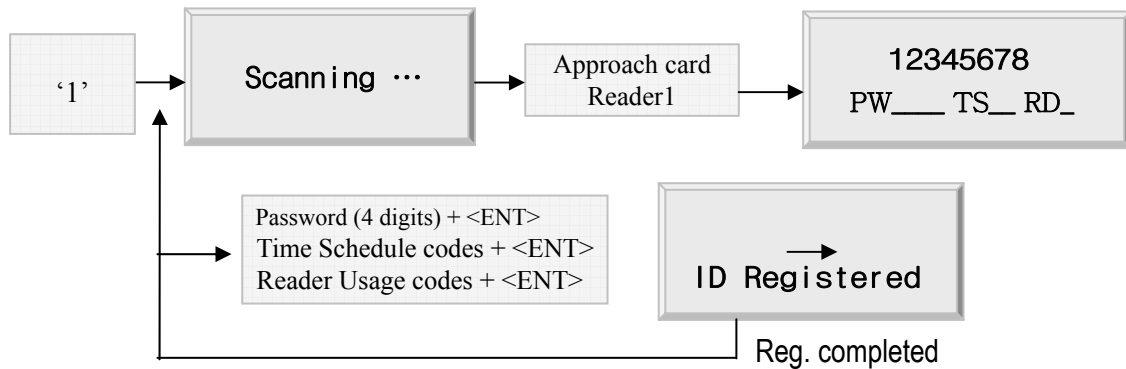 ‘1’
Scanning …
Approach card
Reader1
12345678
PW____ TS__ RD_
Password (4 digits) + <ENT>
Time Schedule codes + <ENT>
Reader Usage codes + <ENT>
ID Registered
Reg. completed